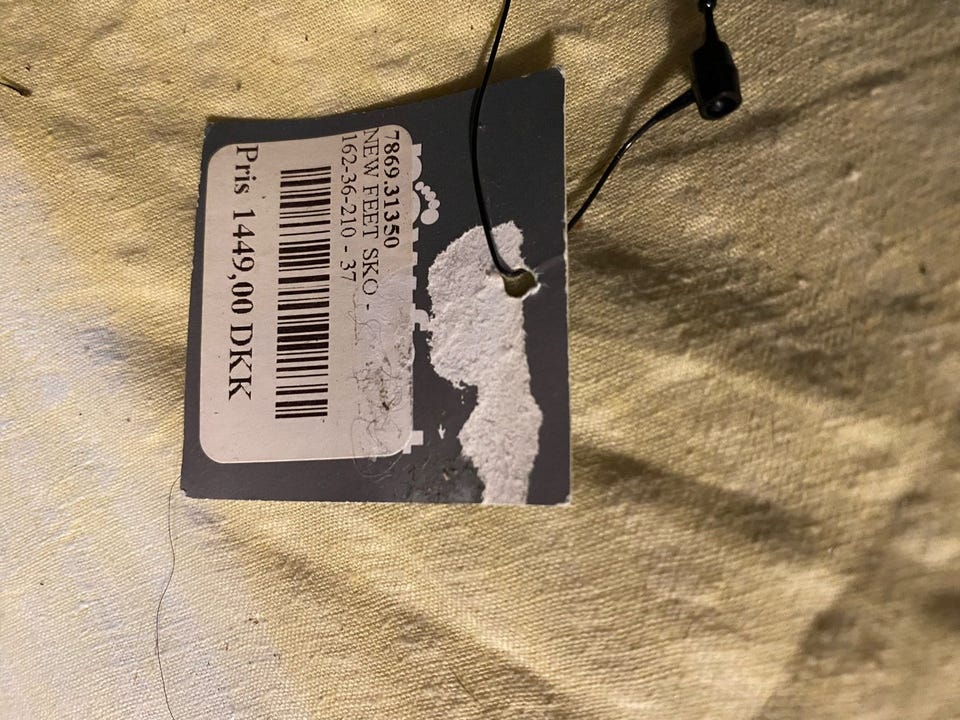 7869.31350
NEW FEET SKO -
162-36-210 - 37
Pris 1449,00 DKK